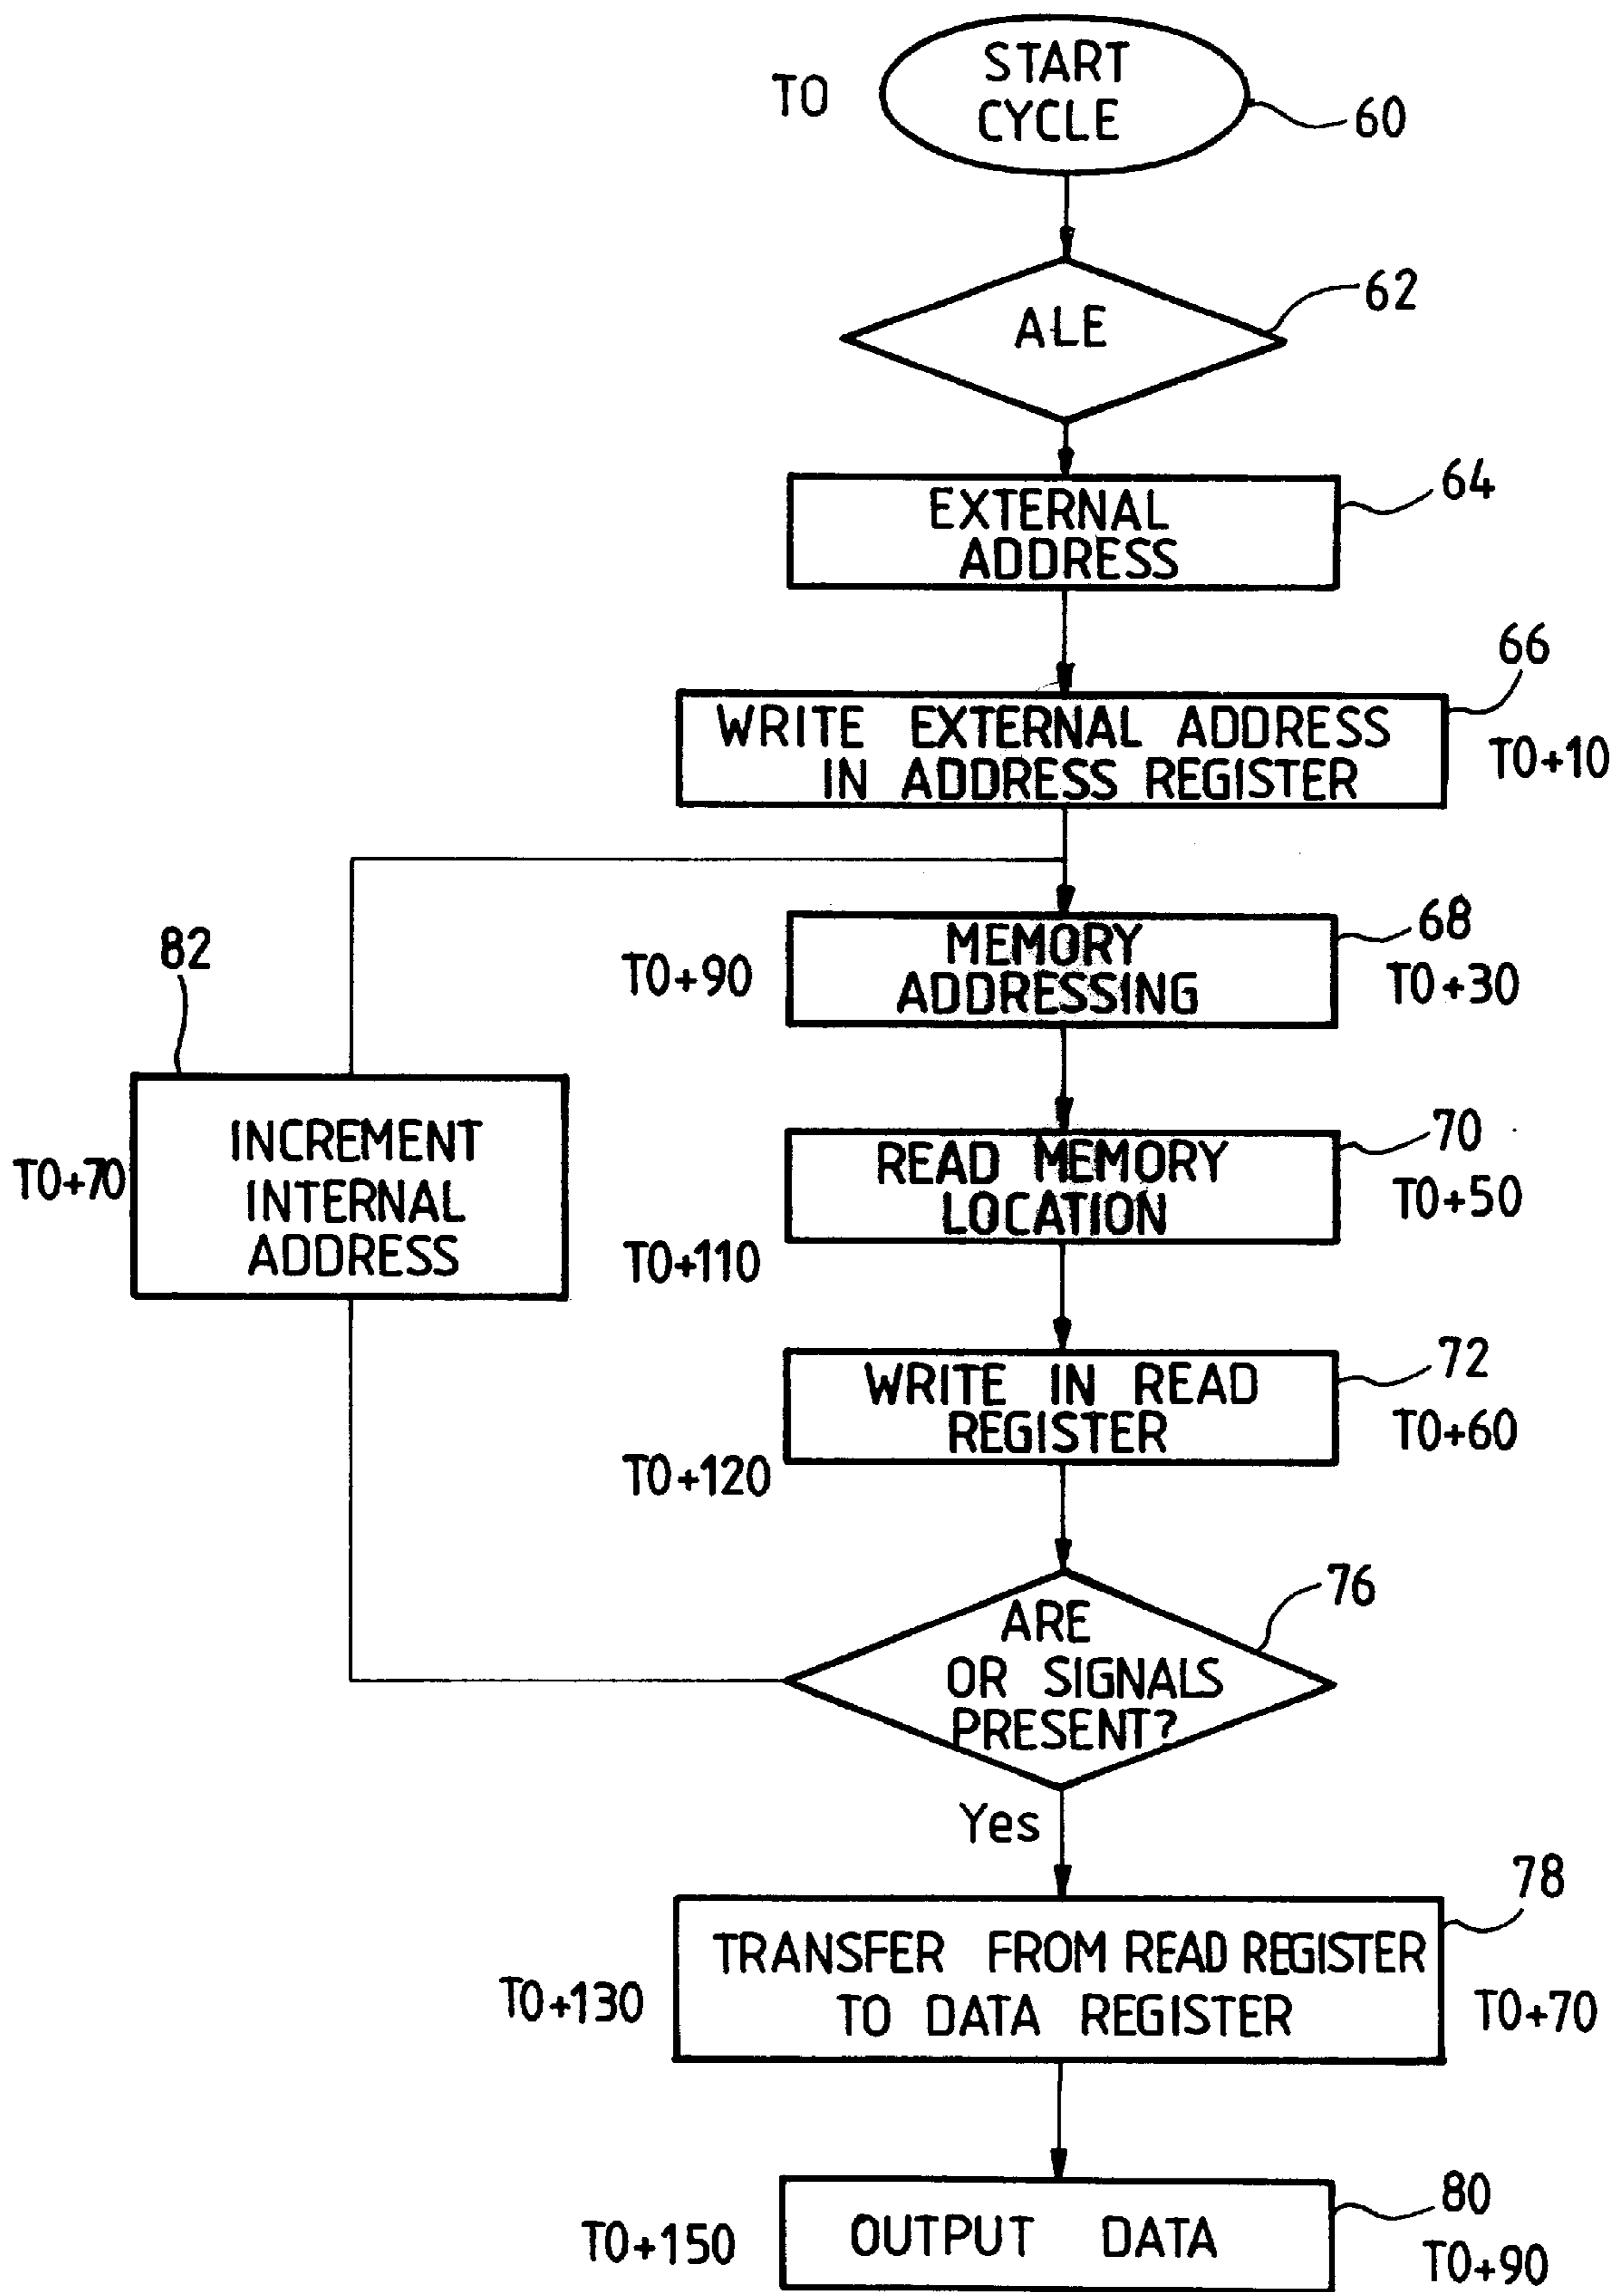 T0
START
CYCLE
60
ALE
62
EXTERNAL
ADDRESS
64
WRITE EXTERNAL ADDRESS
IN ADDRESS REGISTER
66
T0+10
MEMORY
ADDRESSING
68
T0+90
T0+30
82
INCREMENT
INTERNAL
ADDRESS
T0+70
READ MEMORY
LOCATION
70
T0+50
T0+110
WRITE IN READ
REGISTER
72
T0+60
T0+120
ARE
OR SIGNALS
PRESENT?
76
Yes
TRANSFER FROM READ REGISTER
TO DATA REGISTER
78
T0+130
T0+70
OUTPUT DATA
80
T0+150
T0+90